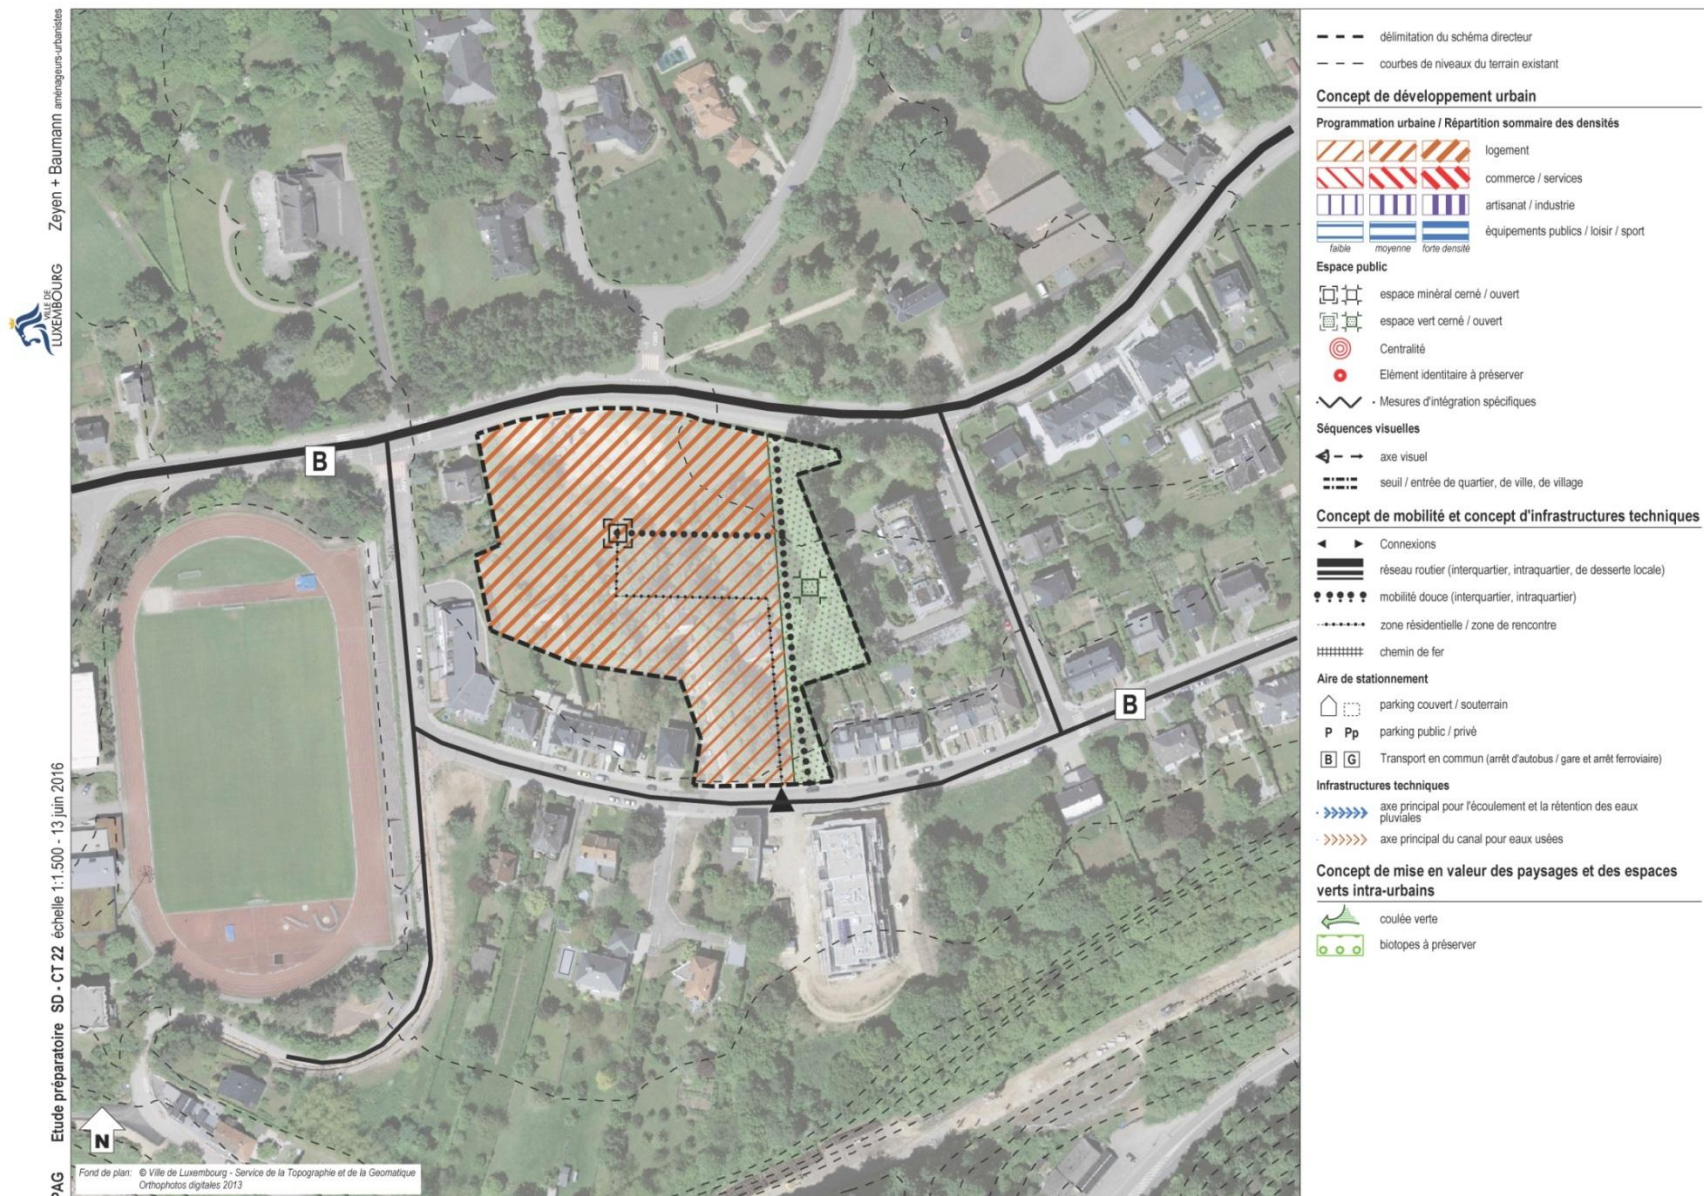 Zeyen + Baumann aménageurs-urbanistes
VILLE DE
LUXEMBOURG
Etude préparatoire SD - CT 22 échelle 1:1.500 - 13 juin 2016
PAG
B
B
N
Fond de plan: © Ville de Luxembourg - Service de la Topographie et de la Geomatique
Orthophotos digitales 2013
délimitation du schéma directeur
courbes de niveaux du terrain existant
Concept de développement urbain
Programmation urbaine / Répartition sommaire des densités
logement
commerce / services
artisanat / industrie
équipements publics / loisir / sport
faible moyenne forte densité
Espace public
espace minéral cerné / ouvert
espace vert cerné / ouvert
Centralité
Elément identitaire à préserver
Mesures d'intégration spécifiques
Séquences visuelles
axe visuel
seuil / entrée de quartier, de ville, de village
Concept de mobilité et concept d'infrastructures techniques
Connexions
réseau routier (interquartier, intraquartier, de desserte locale)
mobilité douce (interquartier, intraquartier)
zone résidentielle / zone de rencontre
chemin de fer
Aire de stationnement
parking couvert / souterrain
P Pp parking public / privé
B G Transport en commun (arrêt d'autobus / gare et arrêt ferroviaire)
Infrastructures techniques
axe principal pour l'écoulement et la rétention des eaux
pluviales
axe principal du canal pour eaux usées
Concept de mise en valeur des paysages et des espaces
verts intra-urbains
coulée verte
biotopes à préserver